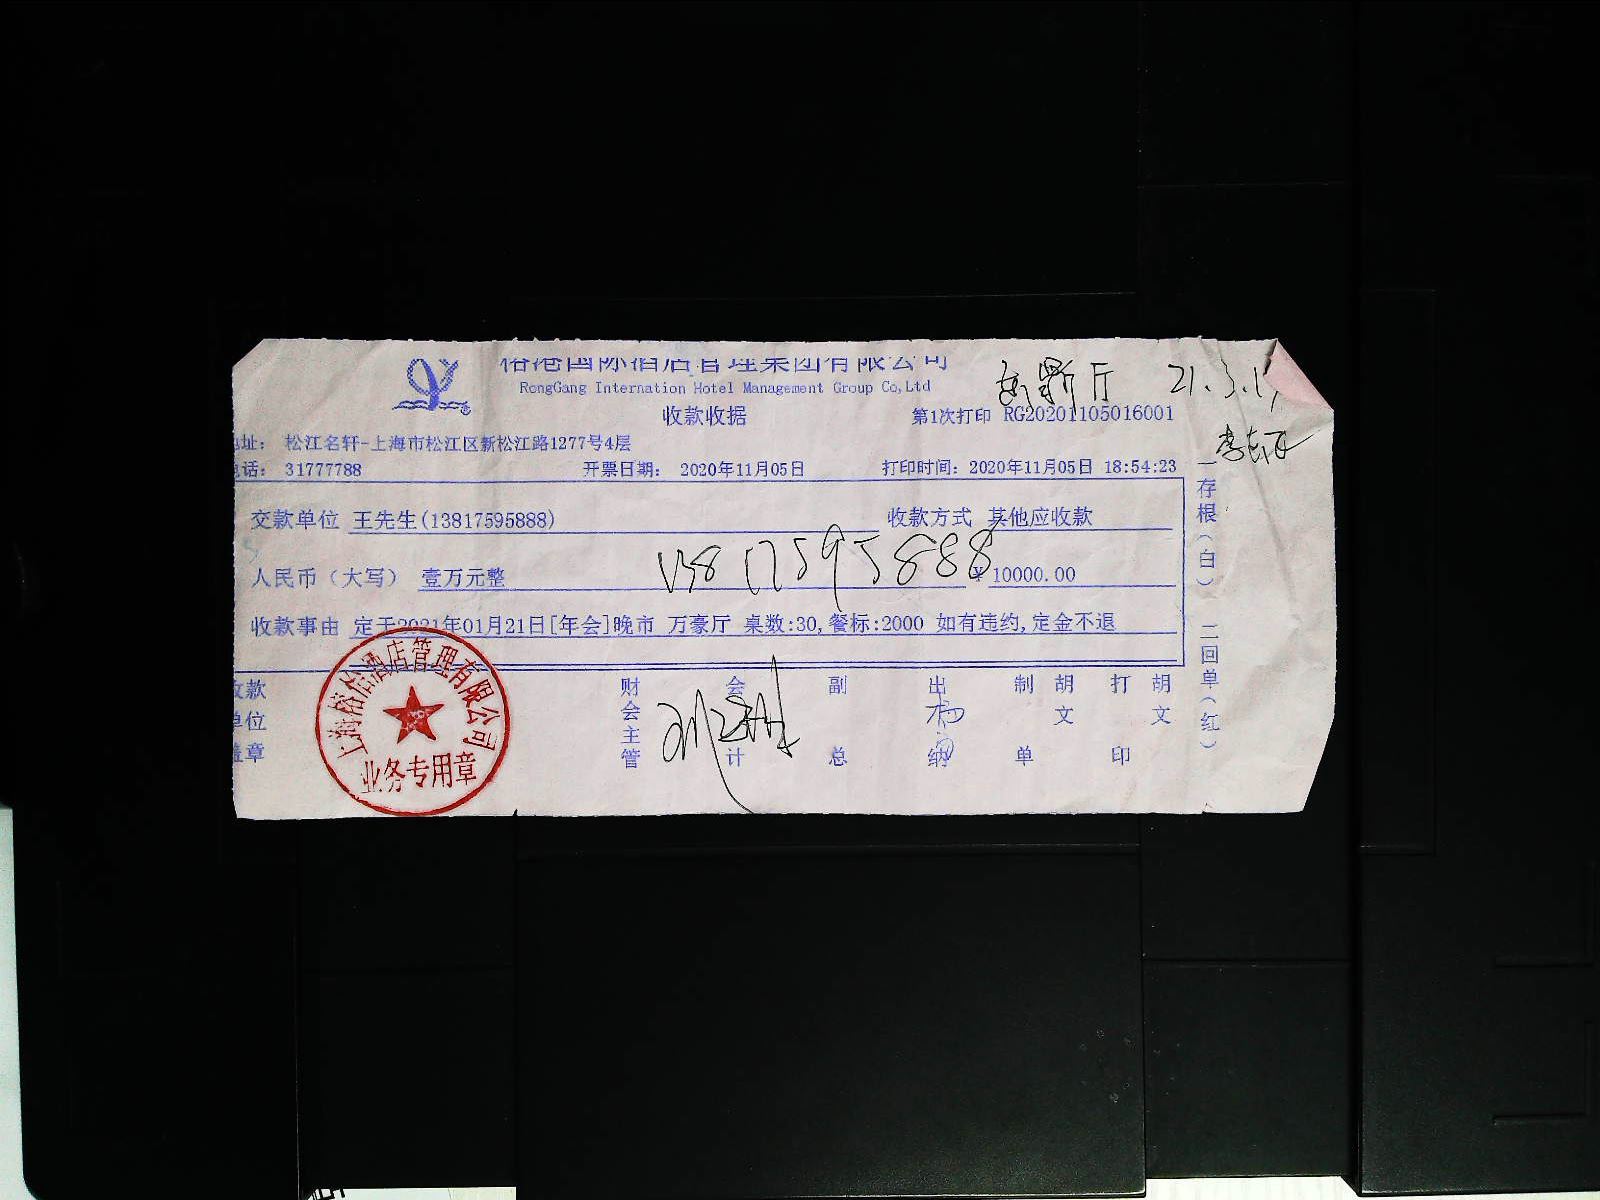 裕港国际酒店管理集团有限公司
RongGang Internation Hotel Management Group Co,Ltd
厅 21.3.1
收款收据
第1次打印 RG20201105016001
地址： 松江名轩-上海市松江区新松江路1277号4层
电话： 31777788 开票日期： 2020年11月05日 打印时间：2020年11月05日 18:54:23
交款单位 王先生(13817595888) 收款方式 其他应收款
13817595888
人民币（大写） 壹万元整 ¥ 10000.00
收款事由 定于2021年01月21日[年会]晚市 万豪厅 桌数:30,餐标:2000 如有违约,定金不退
收款单位盖章 财会主管 会计 副总 出纳 制单 胡文 打印 胡文
一存根（白） 二回单（红）
上海裕怡酒店管理有限公司
业务专用章